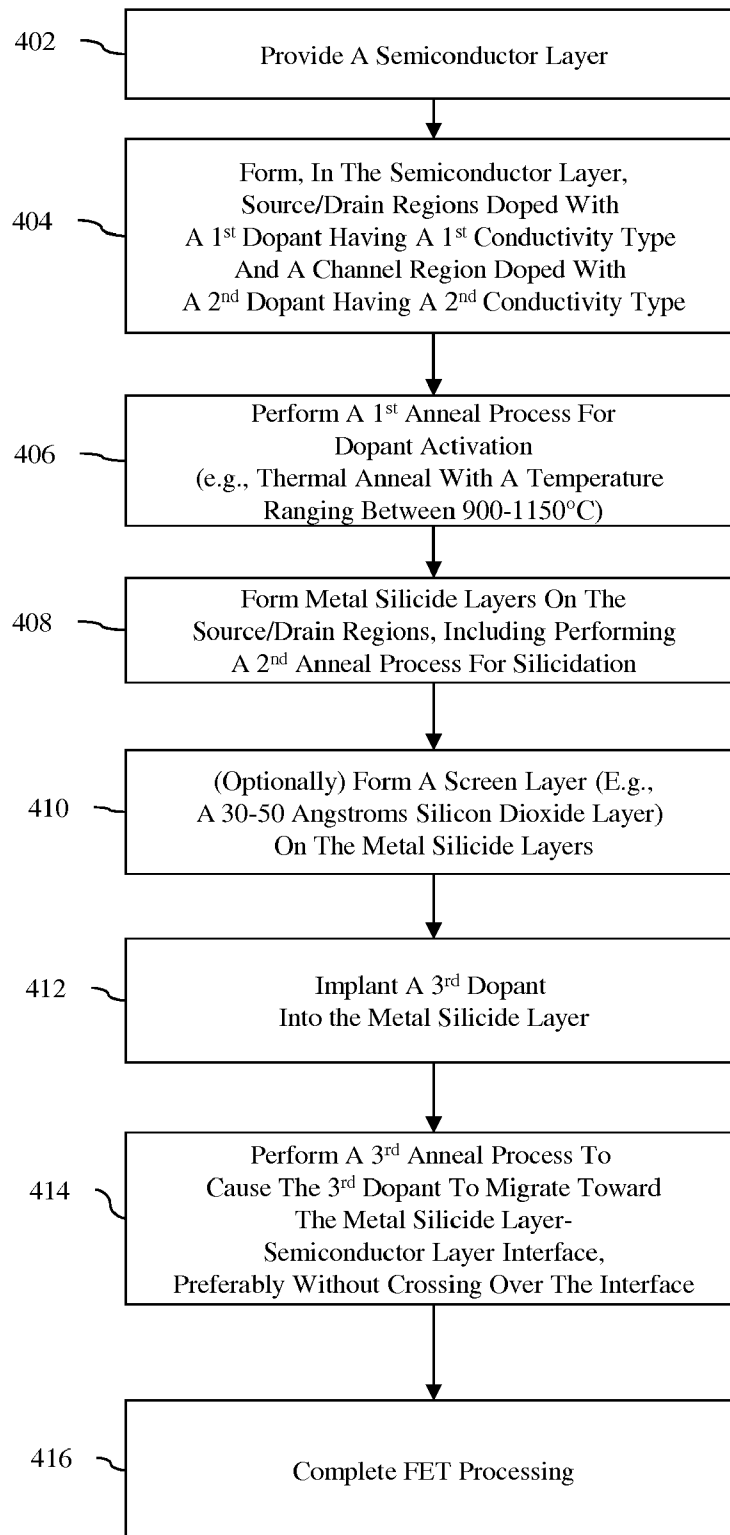 402
Provide A Semiconductor Layer
404
Form, In The Semiconductor Layer,
Source/Drain Regions Doped With
A 1st Dopant Having A 1st Conductivity Type
And A Channel Region Doped With
A 2nd Dopant Having A 2nd Conductivity Type
406
Perform A 1st Anneal Process For
Dopant Activation
(e.g., Thermal Anneal With A Temperature
Ranging Between 900-1150°C)
408
Form Metal Silicide Layers On The
Source/Drain Regions, Including Performing
A 2nd Anneal Process For Silicidation
410
(Optionally) Form A Screen Layer (E.g.,
A 30-50 Angstroms Silicon Dioxide Layer)
On The Metal Silicide Layers
412
Implant A 3rd Dopant
Into the Metal Silicide Layer
414
Perform A 3rd Anneal Process To
Cause The 3rd Dopant To Migrate Toward
The Metal Silicide Layer-
Semiconductor Layer Interface,
Preferably Without Crossing Over The Interface
416
Complete FET Processing